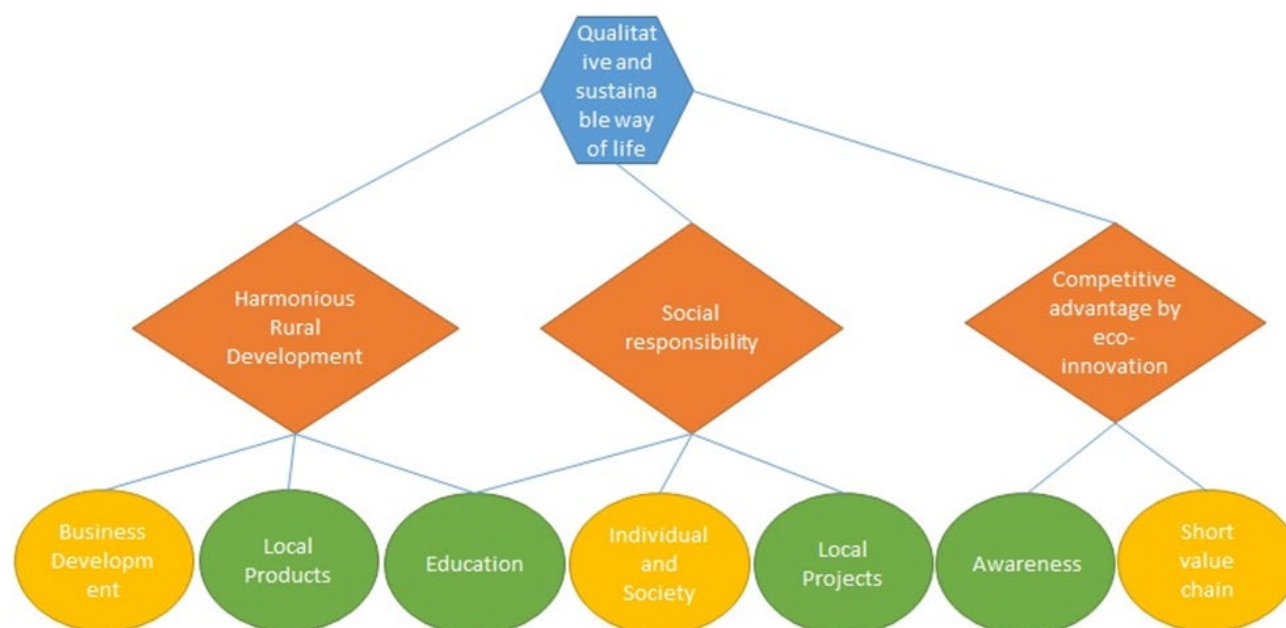 Qualitat
ive and
sustaina
ble way
of life
Harmonious
Rural
Development
Social
responsibility
Competitive
advantage by
eco-
innovation
Business
Developm
ent
Local
Products
Education
Individual
and
Society
Local
Projects
Awareness
Short
value
chain